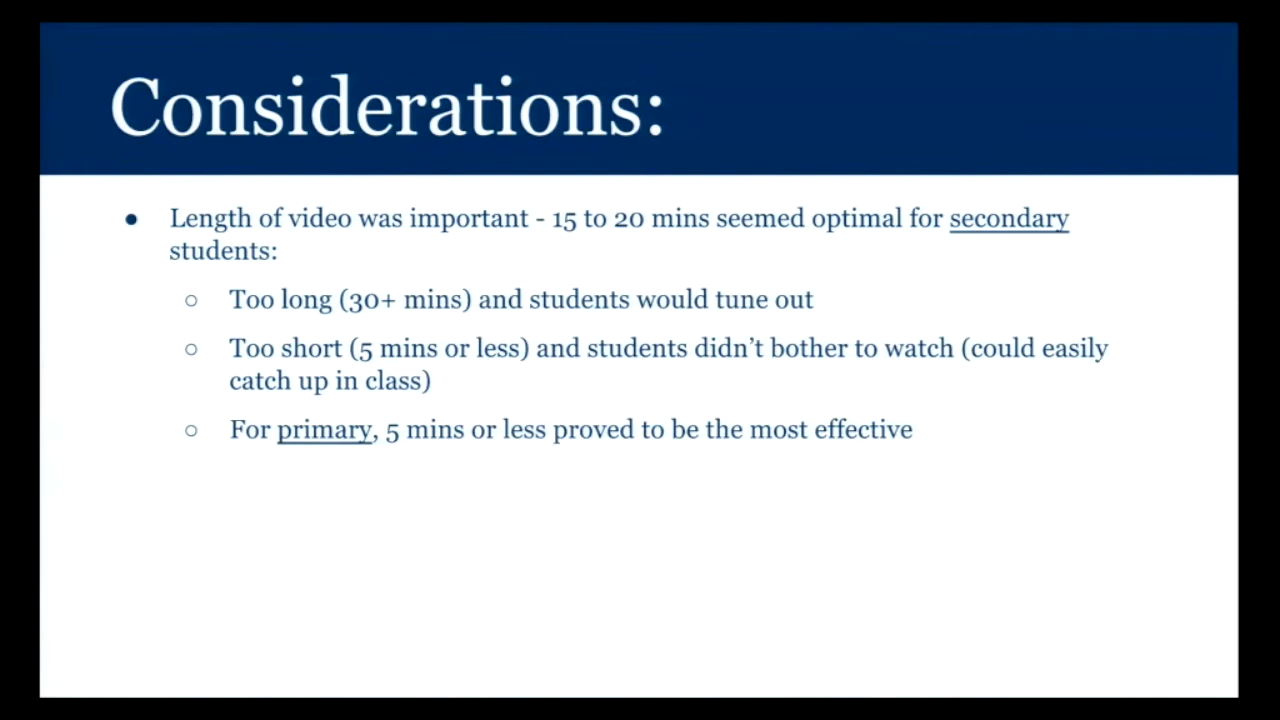 Considerations:
● Length of video was important - 15 to 20 mins seemed optimal for secondary
students:
○ Too long (30+ mins) and students would tune out
○ Too short (5 mins or less) and students didn’t bother to watch (could easily
catch up in class)
○ For primary, 5 mins or less proved to be the most effective